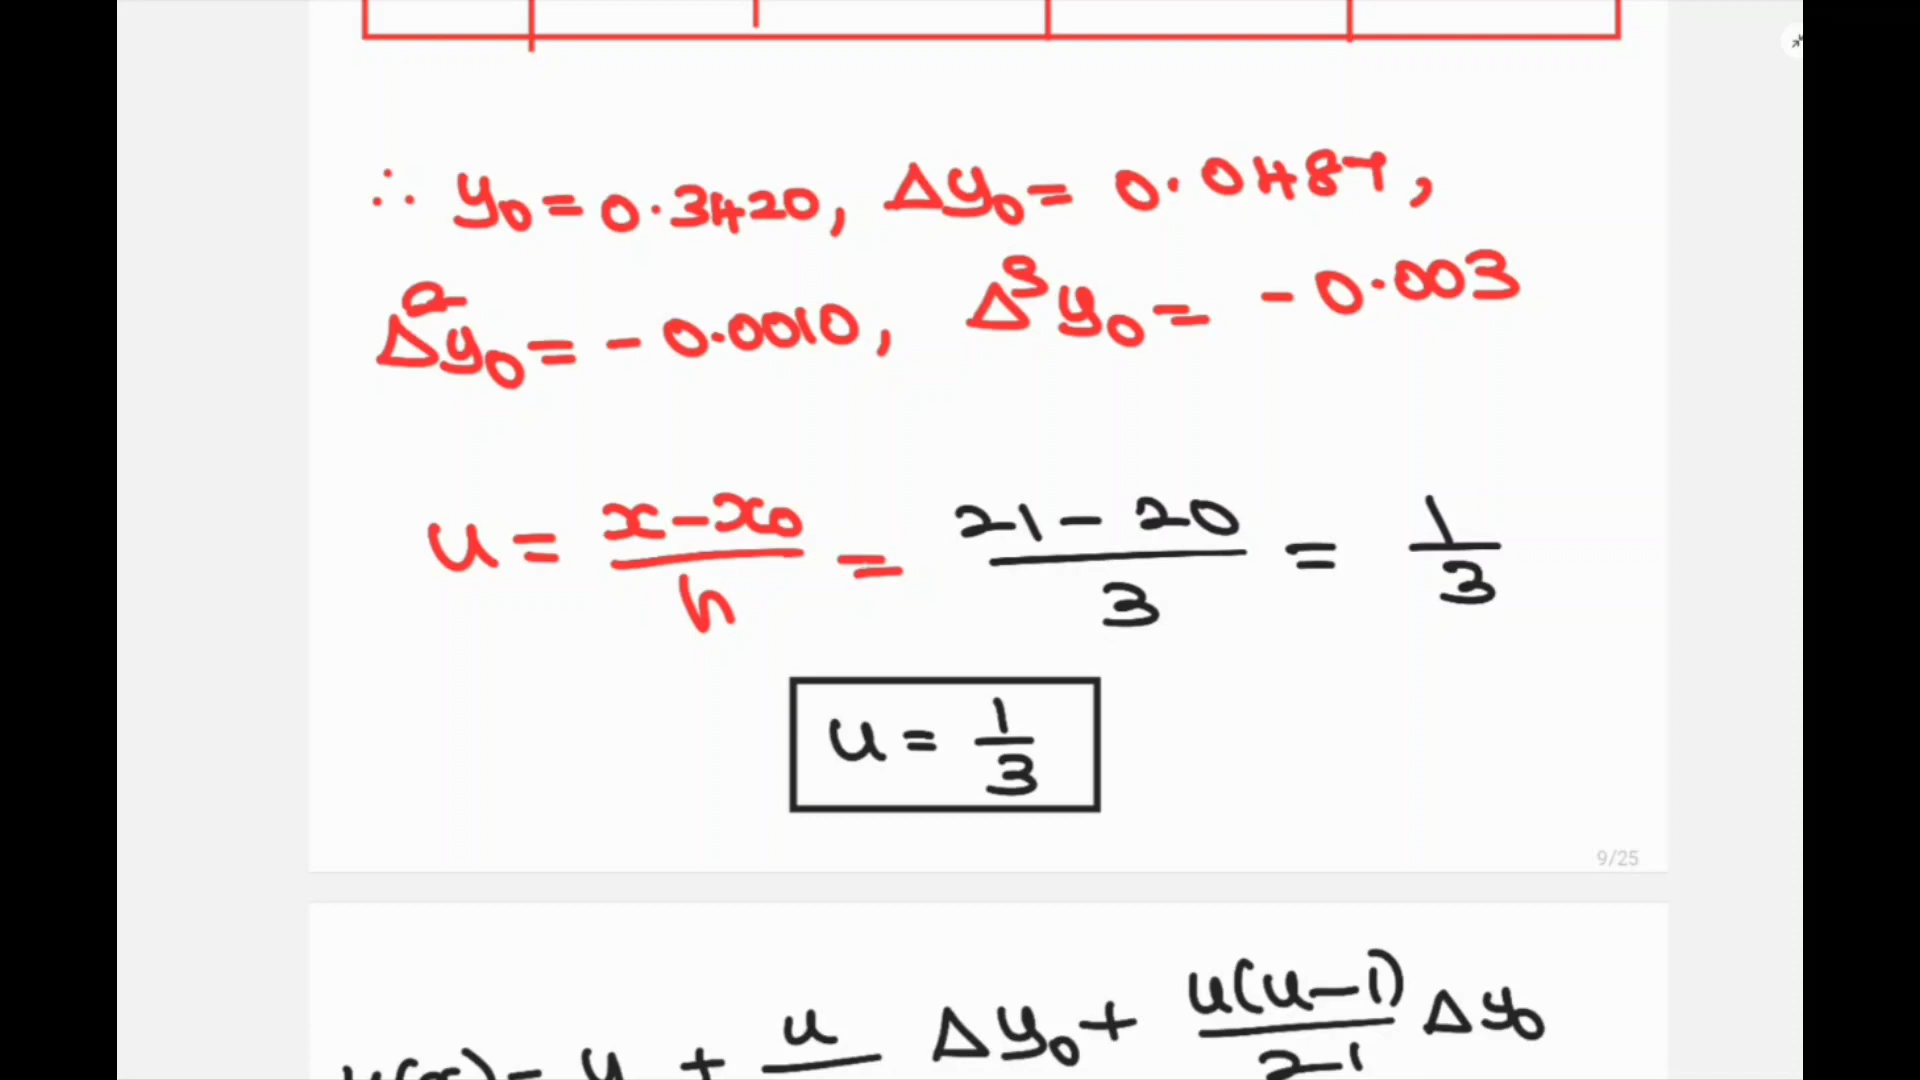 ∴ y₀ = 0.3420, Δy₀ = 0.0487,
Δ²y₀ = -0.0010, Δ³y₀ = -0.003
u = x-x₀/h = 21-20/3 = 1/3
u = 1/3
9/25
u/ Δy₀ + u(u-1)/2! Δy₀